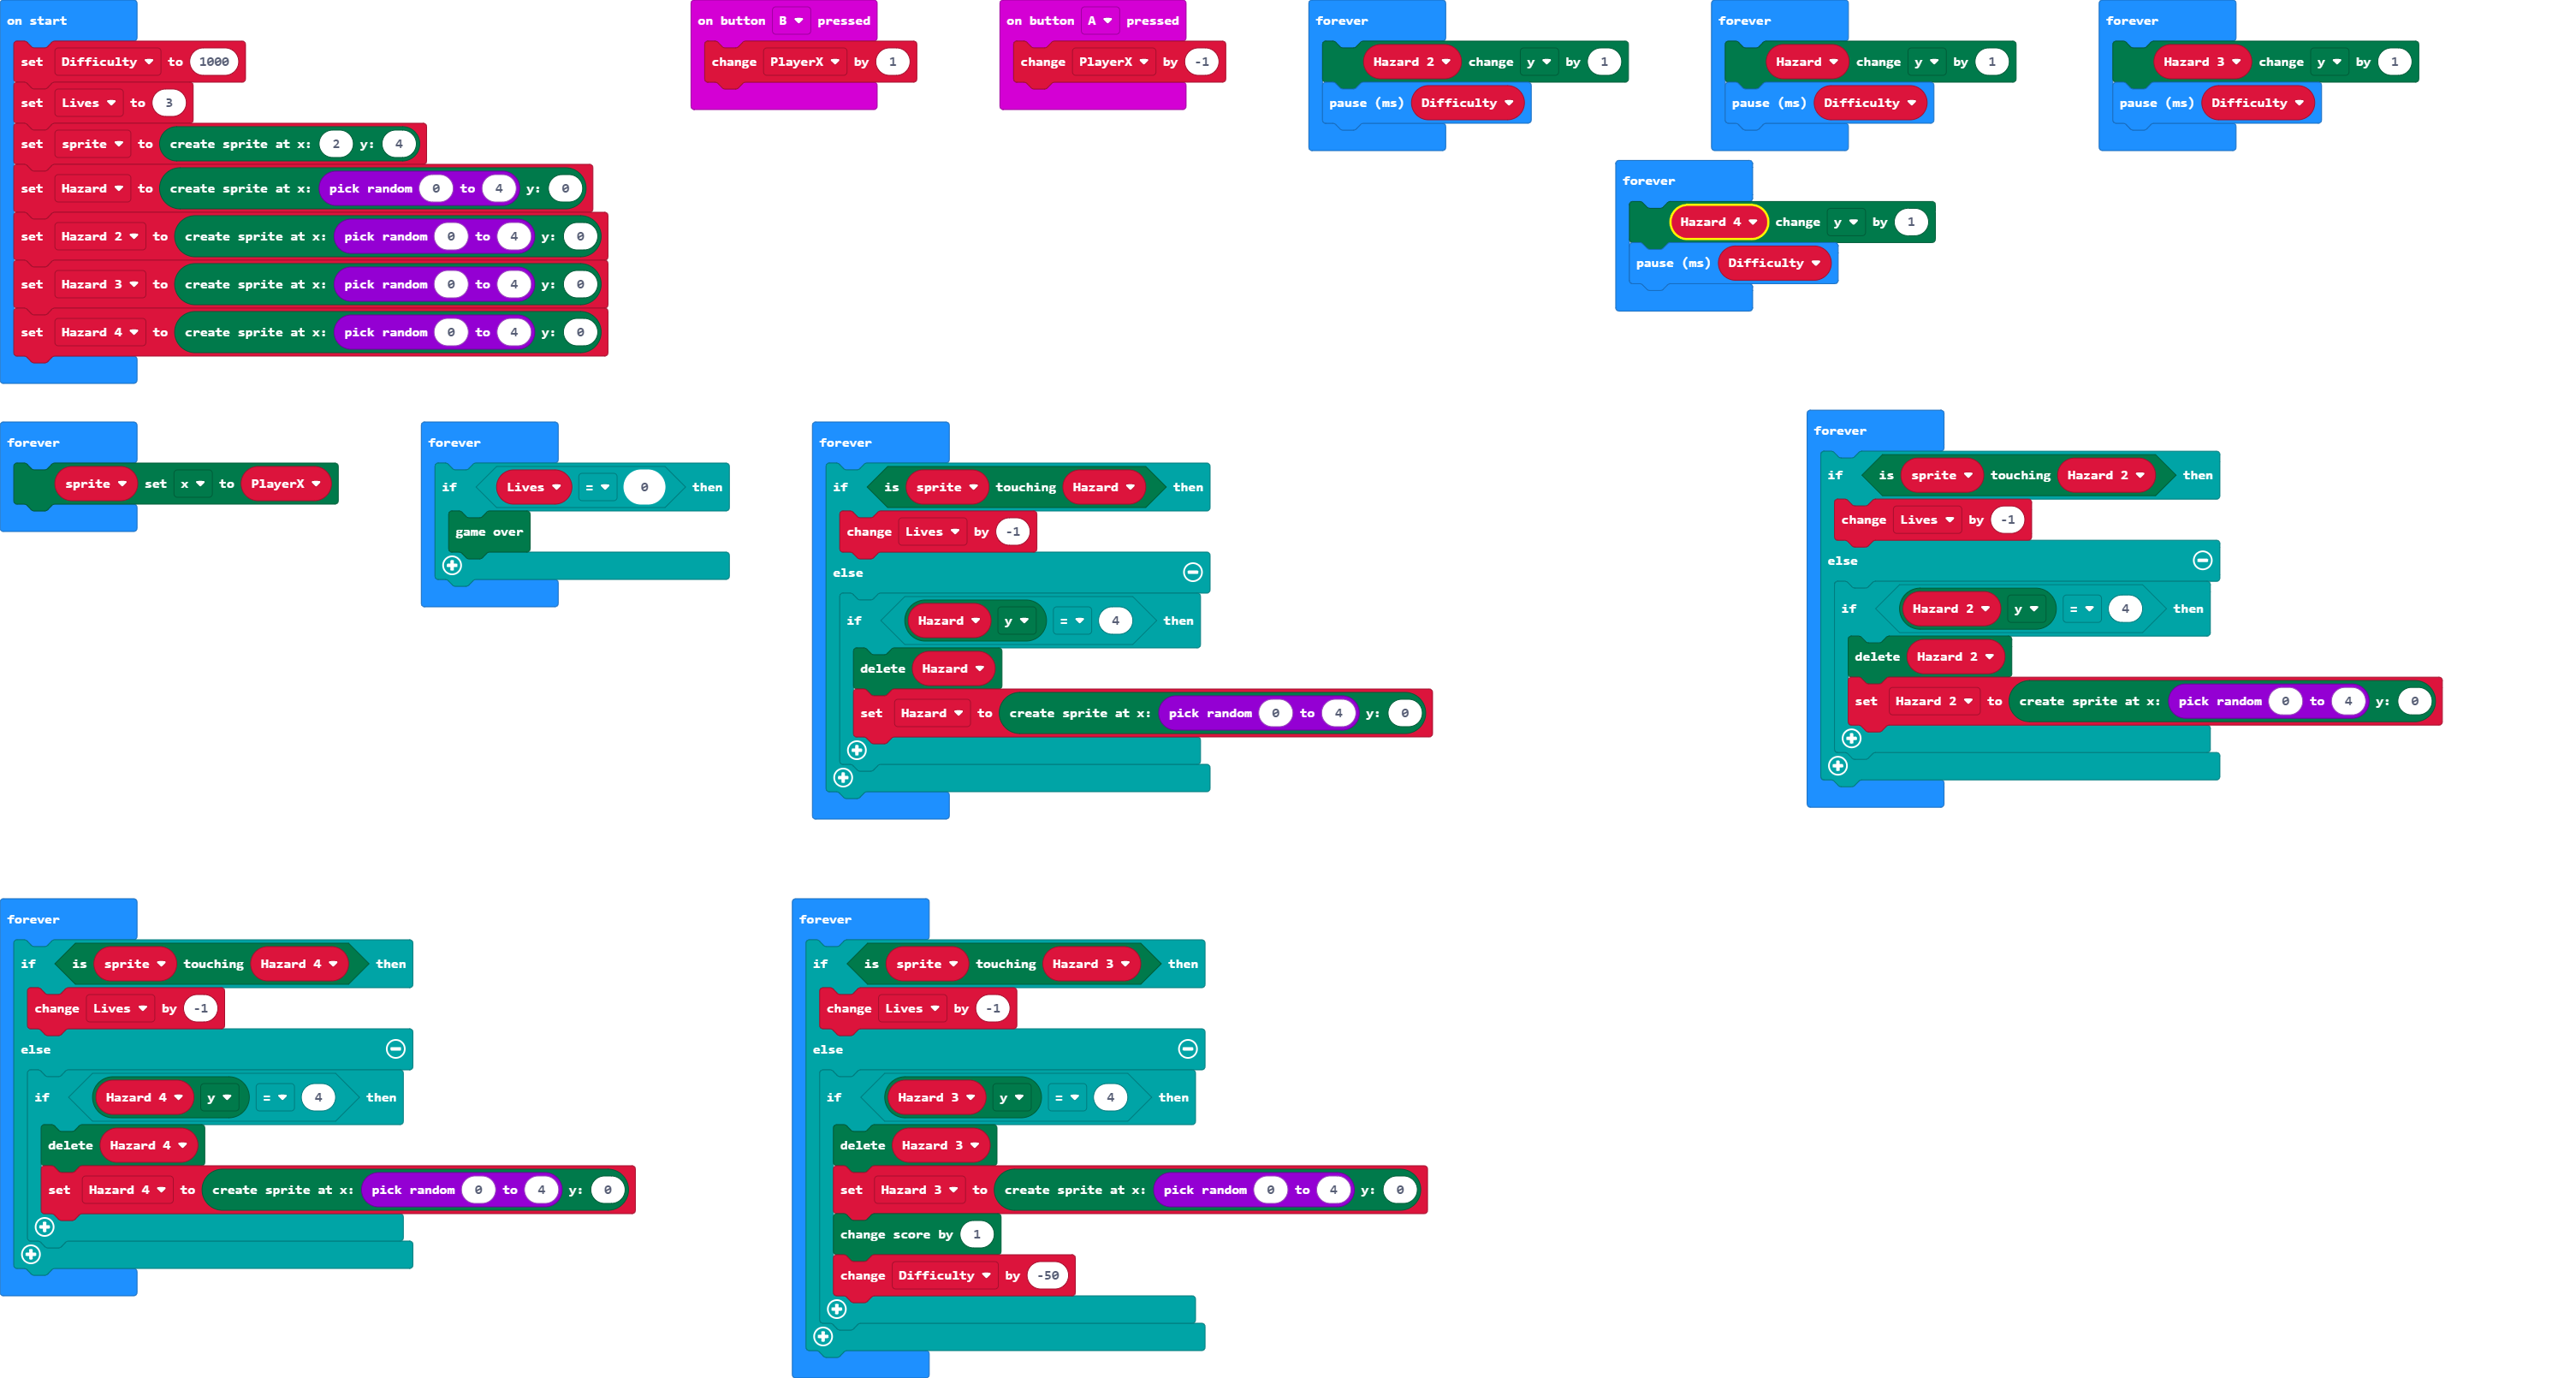 on start
set Difficulty to 1000
set Lives to 3
set sprite to create sprite at x: 2 y: 4
set Hazard to create sprite at x: pick random 0 to 4 y: 0
set Hazard 2 to create sprite at x: pick random 0 to 4 y: 0
set Hazard 3 to create sprite at x: pick random 0 to 4 y: 0
set Hazard 4 to create sprite at x: pick random 0 to 4 y: 0
on button B pressed
change PlayerX by 1
on button A pressed
change PlayerX by -1
forever
Hazard 2 change y by 1
pause (ms) Difficulty
forever
Hazard change y by 1
pause (ms) Difficulty
forever
Hazard 3 change y by 1
pause (ms) Difficulty
forever
Hazard 4 change y by 1
pause (ms) Difficulty
forever
sprite set x to PlayerX
forever
if Lives = 0 then
game over
forever
if is sprite touching Hazard then
change Lives by -1
else
if Hazard y = 4 then
delete Hazard
set Hazard to create sprite at x: pick random 0 to 4 y: 0
forever
if is sprite touching Hazard 2 then
change Lives by -1
else
if Hazard 2 y = 4 then
delete Hazard 2
set Hazard 2 to create sprite at x: pick random 0 to 4 y: 0
forever
if is sprite touching Hazard 4 then
change Lives by -1
else
if Hazard 4 y = 4 then
delete Hazard 4
set Hazard 4 to create sprite at x: pick random 0 to 4 y: 0
forever
if is sprite touching Hazard 3 then
change Lives by -1
else
if Hazard 3 y = 4 then
delete Hazard 3
set Hazard 3 to create sprite at x: pick random 0 to 4 y: 0
change score by 1
change Difficulty by -50